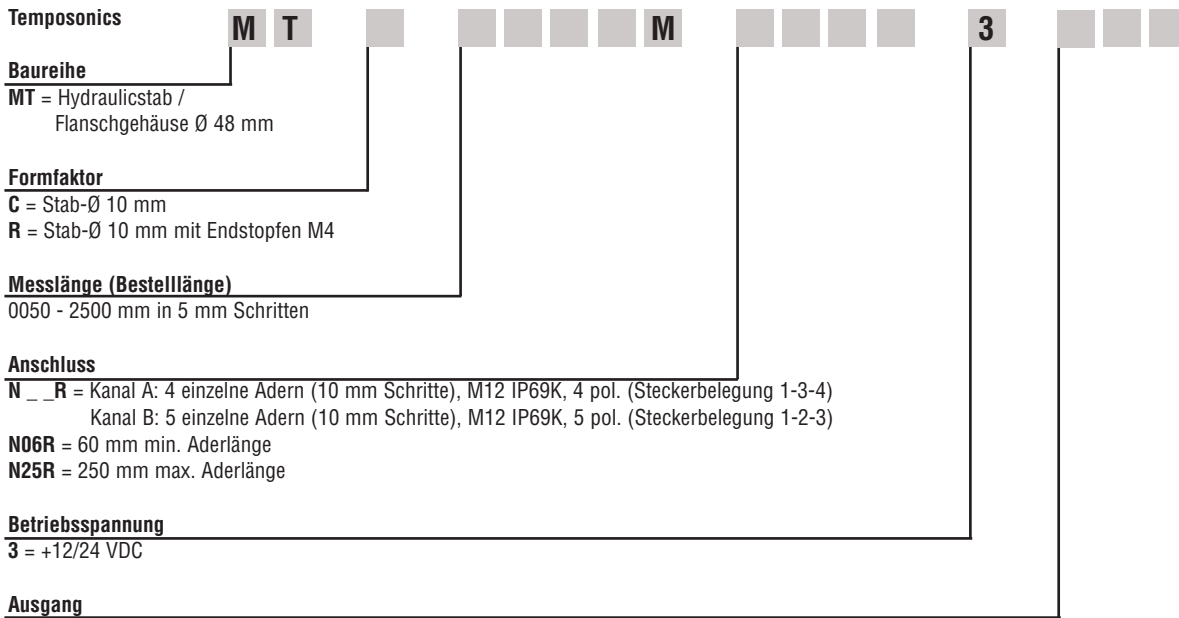 Temposonics
M T M 3
Baureihe
MT = Hydraulicstab /
Flanschgehäuse Ø 48 mm
Formfaktor
C = Stab-Ø 10 mm
R = Stab-Ø 10 mm mit Endstopfen M4
Messlänge (Bestelllänge)
0050 - 2500 mm in 5 mm Schritten
Anschluss
N _ _R = Kanal A: 4 einzelne Adern (10 mm Schritte), M12 IP69K, 4 pol. (Steckerbelegung 1-3-4)
Kanal B: 5 einzelne Adern (10 mm Schritte), M12 IP69K, 5 pol. (Steckerbelegung 1-2-3)
N06R = 60 mm min. Aderlänge
N25R = 250 mm max. Aderlänge
Betriebsspannung
3 = +12/24 VDC
Ausgang